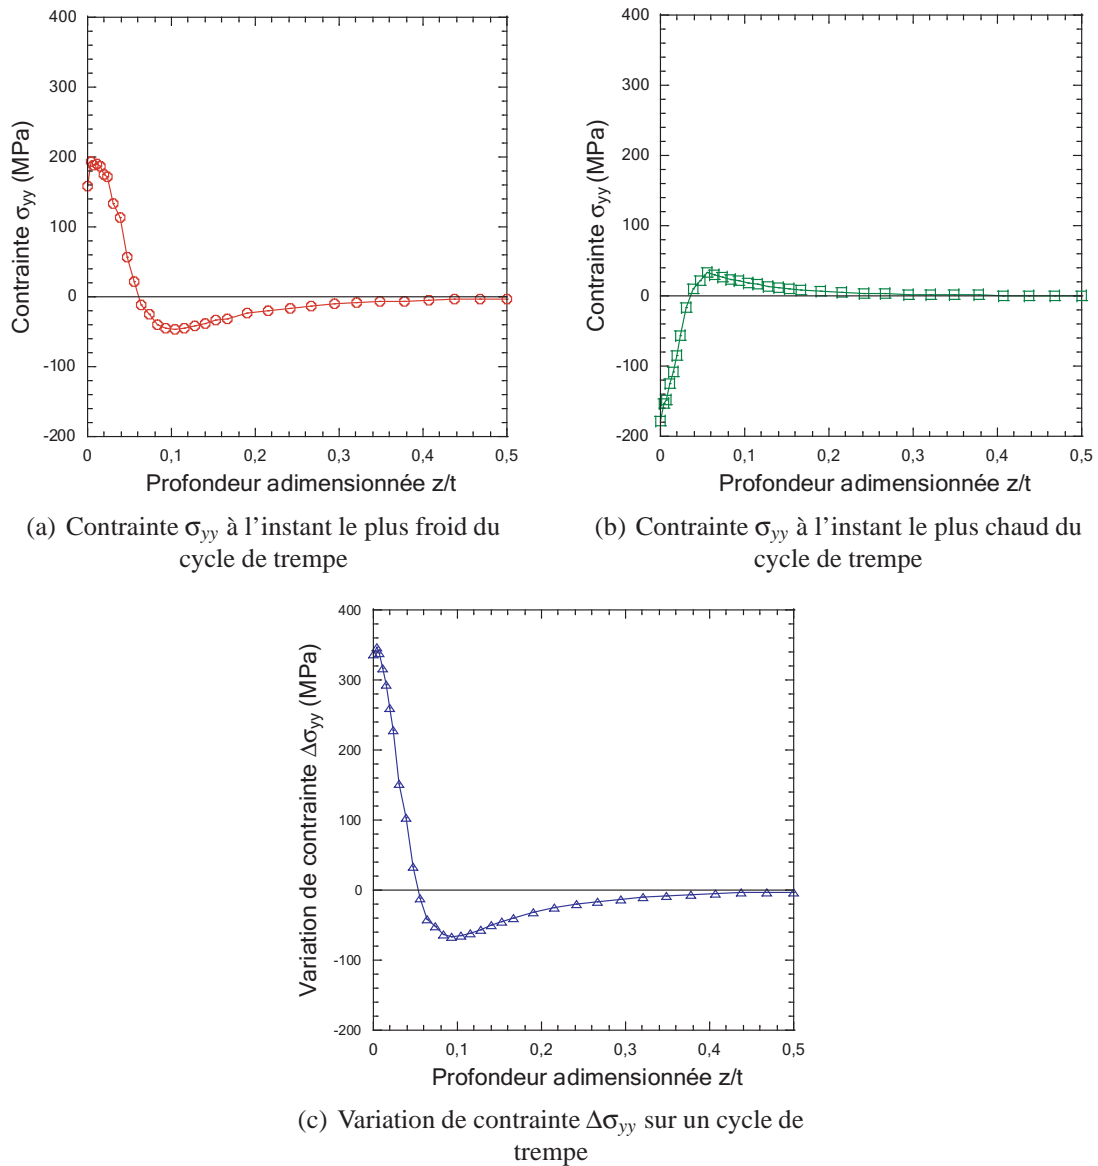 400
300
200
100
0
-100
-200
Contrainte σyy (MPa)
0 0,1 0,2 0,3 0,4 0,5
Profondeur adimensionnée z/t
(a) Contrainte σyy à l'instant le plus froid du
cycle de trempe
400
300
200
100
0
-100
-200
Contrainte σyy (MPa)
0 0,1 0,2 0,3 0,4 0,5
Profondeur adimensionnée z/t
(b) Contrainte σyy à l'instant le plus chaud du
cycle de trempe
400
300
200
100
0
-100
-200
Variation de contrainte Δσyy (MPa)
0 0,1 0,2 0,3 0,4 0,5
Profondeur adimensionnée z/t
(c) Variation de contrainte Δσyy sur un cycle de
trempe